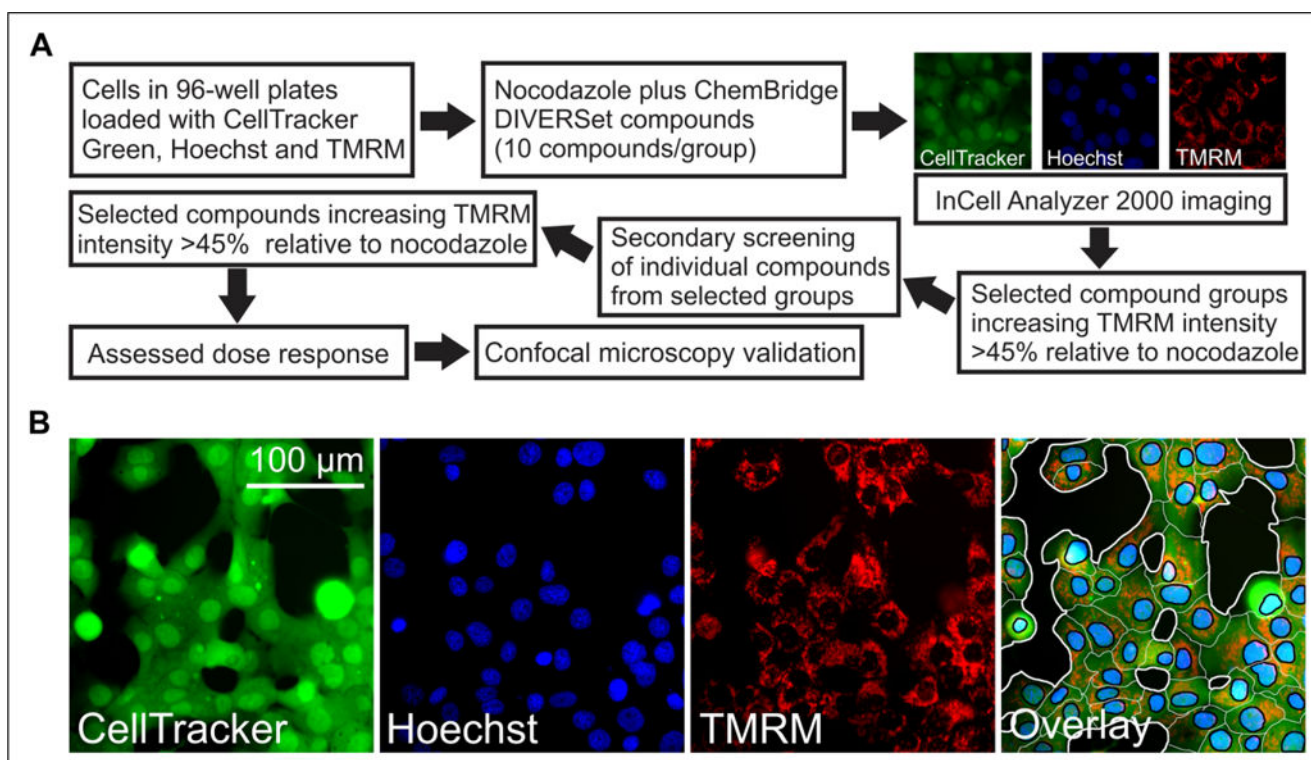 A
Cells in 96-well plates
loaded with CellTracker
Green, Hoechst and TMRM
Nocodazole plus ChemBridge
DIVERSet compounds
(10 compounds/group)
CellTracker
Hoechst
TMRM
InCell Analyzer 2000 imaging
Selected compound groups
increasing TMRM intensity
>45% relative to nocodazole
Secondary screening
of individual compounds
from selected groups
Selected compounds increasing TMRM
intensity >45% relative to nocodazole
Assessed dose response
Confocal microscopy validation
B
100 µm
CellTracker
Hoechst
TMRM
Overlay